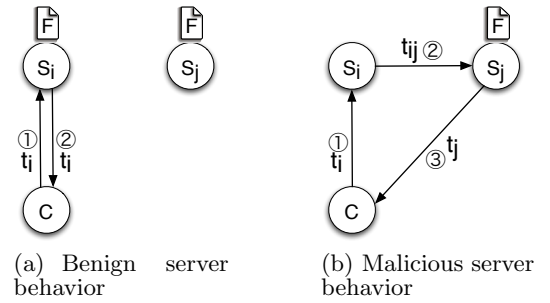 F
F
Si
Sj
①
②
ti
ti
C
(a) Benign server
behavior
F
Si
tij ②
Sj
①
ti
③ tj
C
(b) Malicious server
behavior